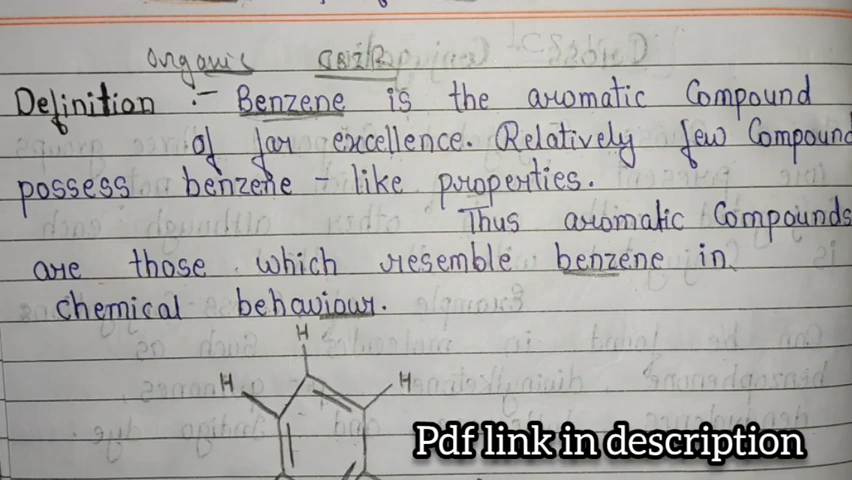 Organic
Definition :- Benzene is the aromatic Compound
of far excellence. Relatively few Compound
possess benzene - like properties.
Thus aromatic Compounds
are those which resemble benzene in
chemical behaviour.
H
H H
Pdf link in description